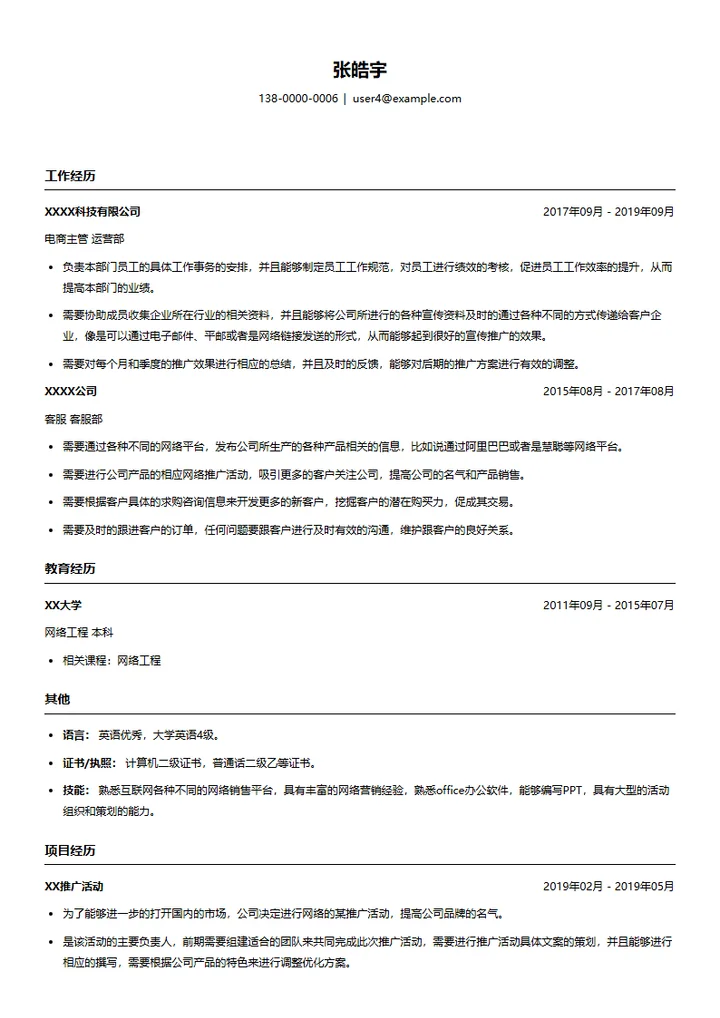 张皓宇
138-0000-0006 | user4@example.com
工作经历
XXXX科技有限公司 2017年09月 - 2019年09月
电商主管 运营部
• 负责本部门员工的具体工作事务的安排，并且能够制定员工工作规范，对员工进行绩效的考核，促进员工工作效率的提升，从而
提高本部门的业绩。
• 需要协助成员收集企业所在行业的相关资料，并且能够将公司所进行的各种宣传资料及时的通过各种不同的方式传递给客户企
业，像是可以通过电子邮件、平邮或者是网络链接发送的形式，从而能够起到很好的宣传推广的效果。
• 需要对每个月和季度的推广效果进行相应的总结，并且及时的反馈，能够对后期的推广方案进行有效的调整。
XXXX公司 2015年08月 - 2017年08月
客服 客服部
• 需要通过各种不同的网络平台，发布公司所生产的各种产品相关的信息，比如说通过阿里巴巴或者是慧聪等网络平台。
• 需要进行公司产品的相应网络推广活动，吸引更多的客户关注公司，提高公司的名气和产品销售。
• 需要根据客户具体的求购咨询信息来开发更多的新客户，挖掘客户的潜在购买力，促成其交易。
• 需要及时的跟进客户的订单，任何问题要跟客户进行及时有效的沟通，维护跟客户的良好关系。
教育经历
XX大学 2011年09月 - 2015年07月
网络工程 本科
• 相关课程：网络工程
其他
• 语言： 英语优秀，大学英语4级。
• 证书/执照： 计算机二级证书，普通话二级乙等证书。
• 技能： 熟悉互联网各种不同的网络销售平台，具有丰富的网络营销经验，熟悉office办公软件，能够编写PPT，具有大型的活动
组织和策划的能力。
项目经历
XX推广活动 2019年02月 - 2019年05月
• 为了能够进一步的打开国内的市场，公司决定进行网络的某推广活动，提高公司品牌的名气。
• 是该活动的主要负责人，前期需要组建适合的团队来共同完成此次推广活动，需要进行推广活动具体文案的策划，并且能够进行
相应的撰写，需要根据公司产品的特色来进行调整优化方案。